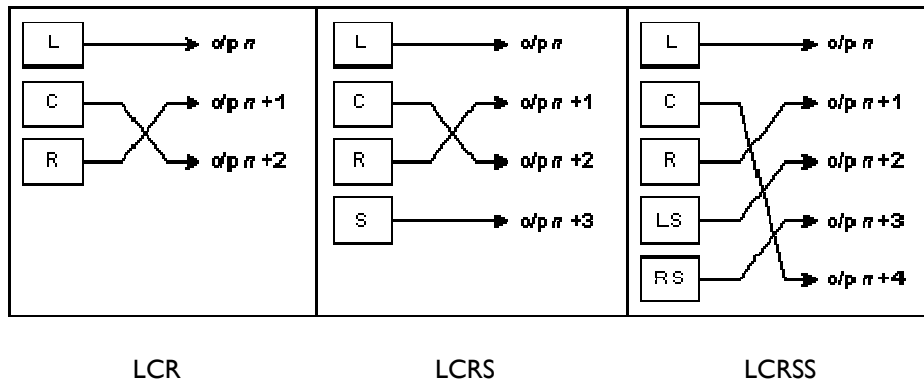 L o/p n
C o/p n +1
R o/p n +2
L o/p n
C o/p n +1
R o/p n +2
S o/p n +3
L o/p n
C o/p n +1
R o/p n +2
LS o/p n +3
RS o/p n +4
LCR LCRS LCRSS